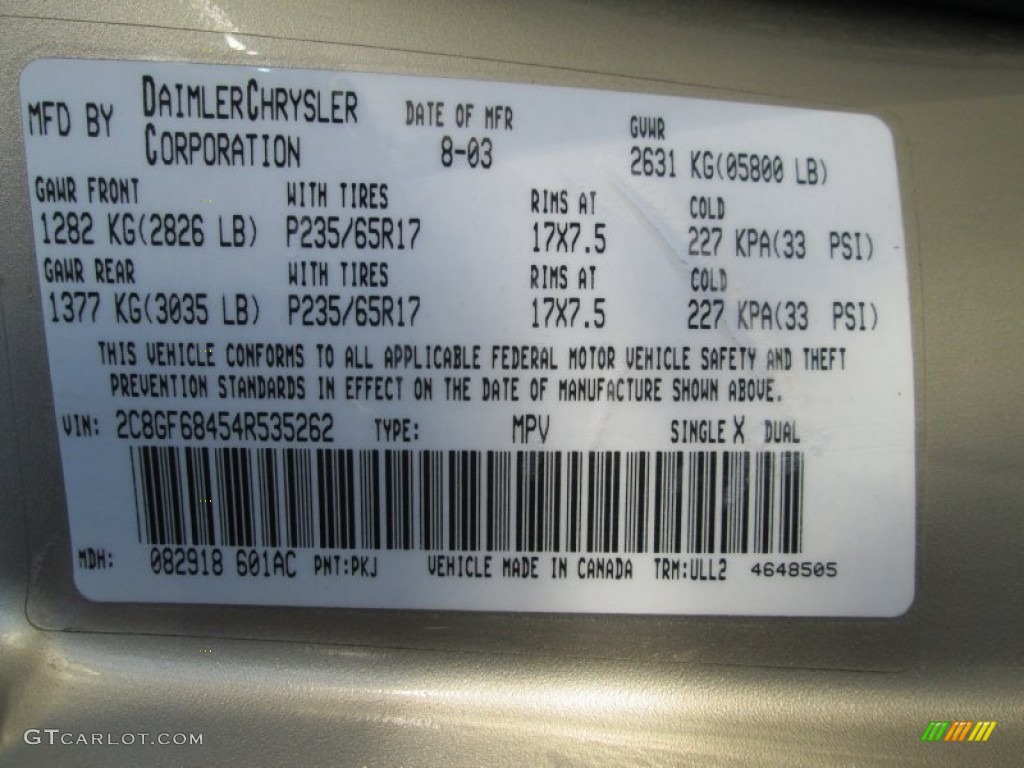 MFD BY DAIMLERCHRYSLER CORPORATION DATE OF MFR 8-03 GVWR 2631 KG(05800 LB)
GAWR FRONT WITH TIRES RIMS AT COLD
1282 KG(2826 LB) P235/65R17 17X7.5 227 KPA(33 PSI)
GAWR REAR WITH TIRES RIMS AT COLD
1377 KG(3035 LB) P235/65R17 17X7.5 227 KPA(33 PSI)
THIS VEHICLE CONFORMS TO ALL APPLICABLE FEDERAL MOTOR VEHICLE SAFETY AND THEFT
PREVENTION STANDARDS IN EFFECT ON THE DATE OF MANUFACTURE SHOWN ABOVE.
VIN: 2C8GF68454R535262 TYPE: MPV SINGLE X DUAL
MDH: 082918 601AC PNT:PKJ VEHICLE MADE IN CANADA TRM:ULL2 4648505
GTCARLOT.COM